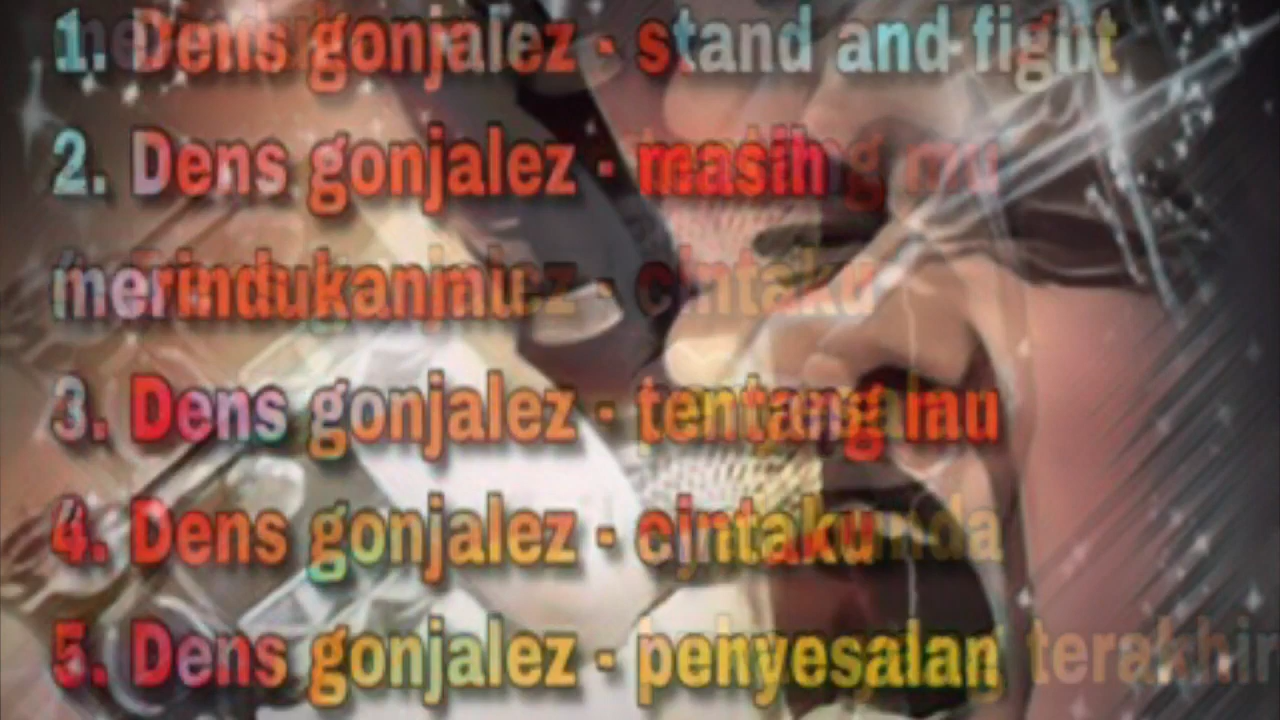 1. Dens gonjalez - stand and fight
2. Dens gonjalez - masih
merindukanmu
3. Dens gonjalez - tentang mu
4. Dens gonjalez - cintaku
5. Dens gonjalez - penyesalan
terakhir